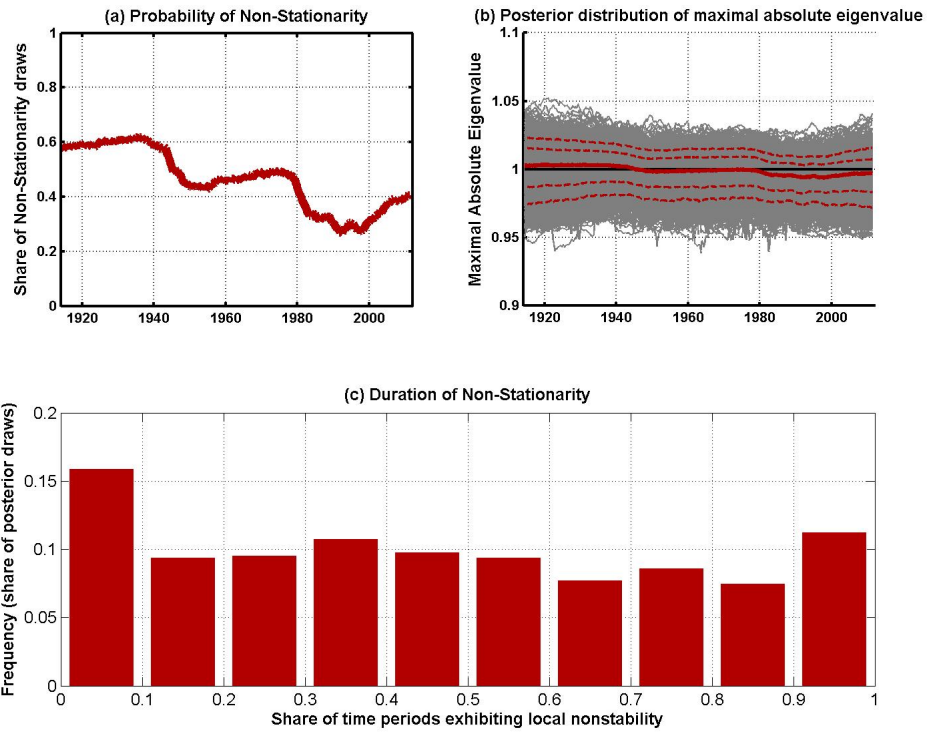 (a) Probability of Non-Stationarity
Share of Non-Stationarity draws
1
0.8
0.6
0.4
0.2
0
1920 1940 1960 1980 2000
(b) Posterior distribution of maximal absolute eigenvalue
Maximal Absolute Eigenvalue
1.1
1.05
1
0.95
0.9
1920 1940 1960 1980 2000
(c) Duration of Non-Stationarity
Frequency (share of posterior draws)
0.2
0.15
0.1
0.05
0
0 0.1 0.2 0.3 0.4 0.5 0.6 0.7 0.8 0.9 1
Share of time periods exhibiting local nonstability